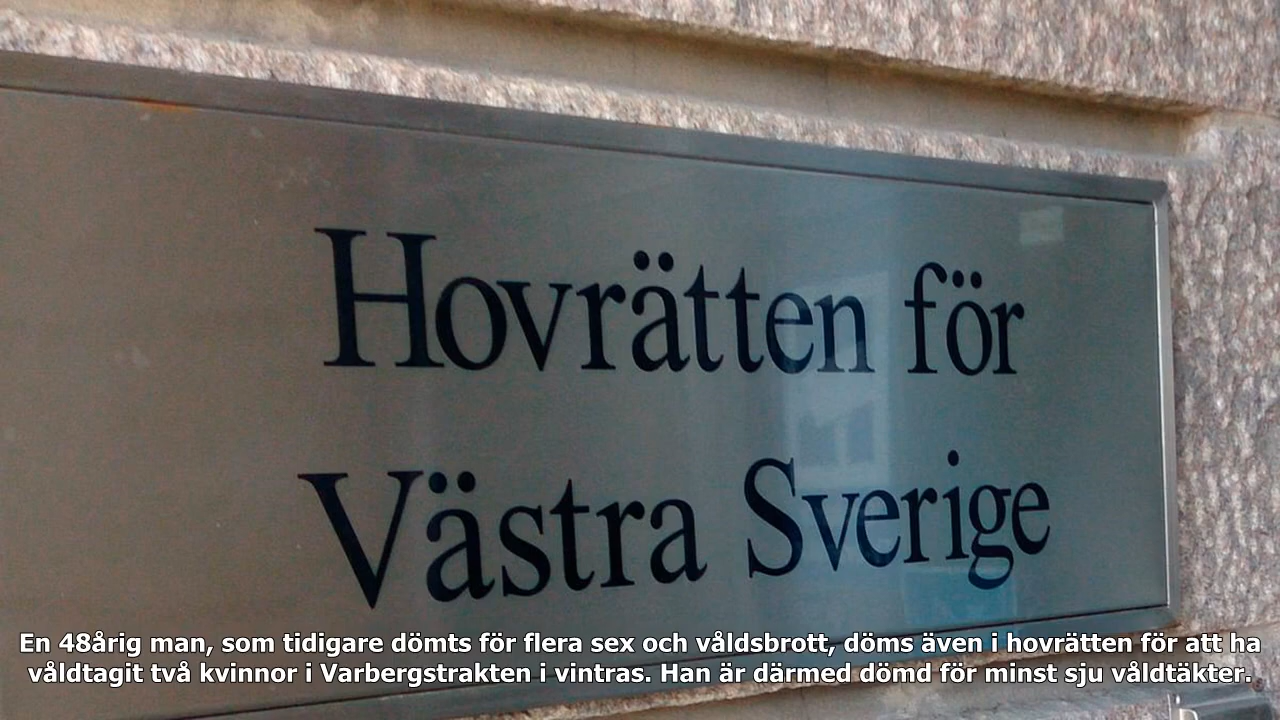 Hovrätten för
Västra Sverige
En 48årig man, som tidigare dömts för flera sex och våldsbrott, döms även i hovrätten för att ha
våldtagit två kvinnor i Varbergstrakten i vintras. Han är därmed dömd för minst sju våldtäkter.